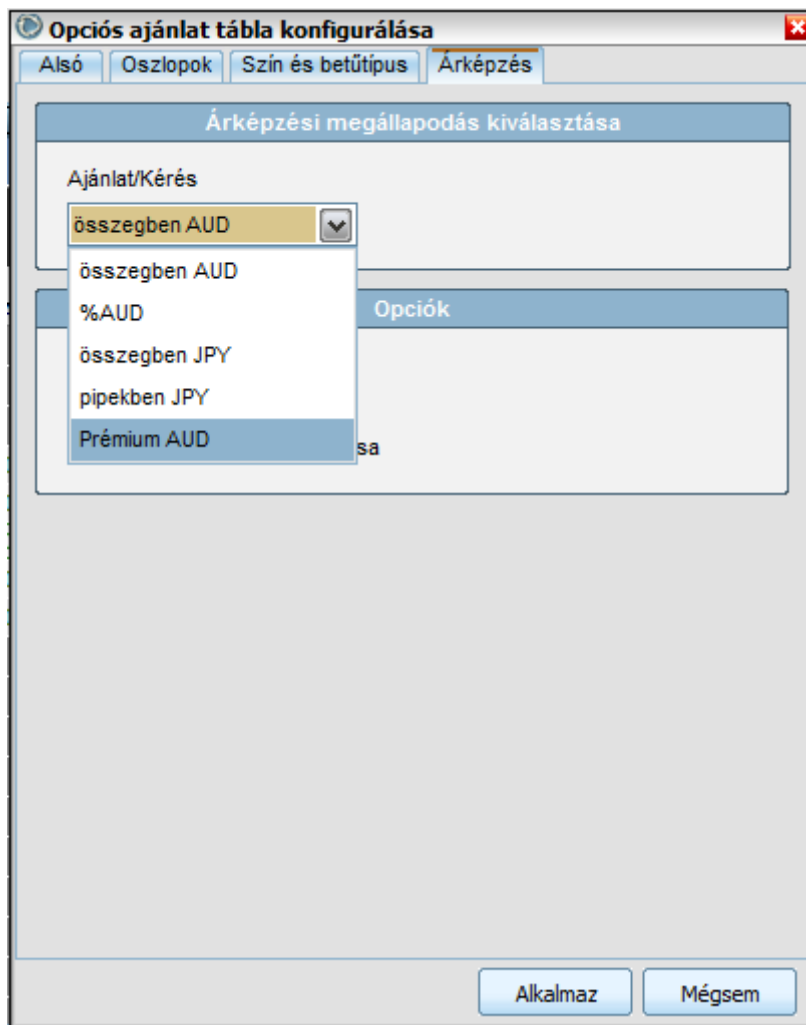 Opciós ajánlat tábla konfigurálása
Alsó Oszlopok Szín és betűtípus Árképzés
Árképzési megállapodás kiválasztása
Ajánlat/Kérés
összegben AUD
összegben AUD
%AUD
összegben JPY
pipekben JPY
Prémium AUD
Opciók
sa
Alkalmaz Mégsem